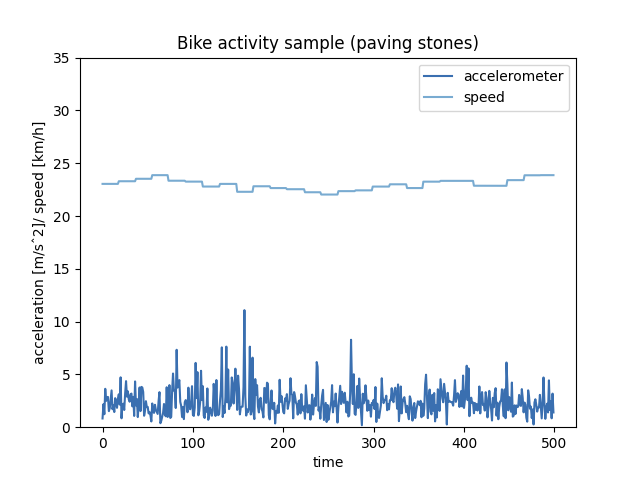 Bike activity sample (paving stones)
accelerometer
speed
acceleration [m/sˆ2]/ speed [km/h]
35
30
25
20
15
10
5
0
0 100 200 300 400 500
time